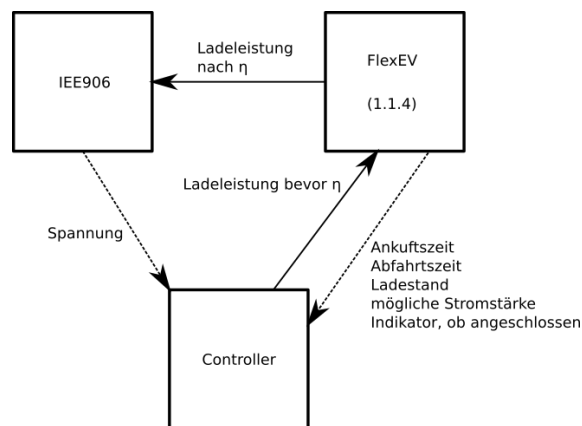 Ladeleistung
nach η
IEE906
FlexEV
(1.1.4)
Ladeleistung bevor η
Spannung
Ankuftszeit
Abfahrtszeit
Ladestand
mögliche Stromstärke
Indikator, ob angeschlossen
Controller